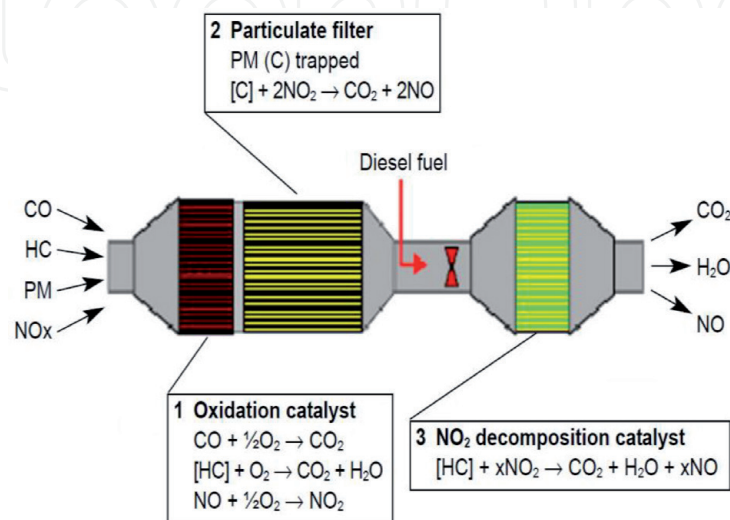 2 Particulate filter
PM (C) trapped
[C] + 2NO₂ → CO₂ + 2NO
Diesel fuel
CO
HC
PM
NOx
CO₂
H₂O
NO
1 Oxidation catalyst
CO + ½O₂ → CO₂
[HC] + O₂ → CO₂ + H₂O
NO + ½O₂ → NO₂
3 NO₂ decomposition catalyst
[HC] + xNO₂ → CO₂ + H₂O + xNO